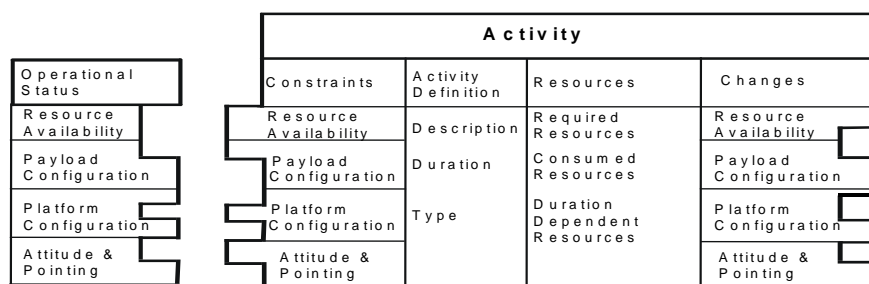 Activity
Operational
Status
Resource
Availability
Payload
Configuration
Platform
Configuration
Attitude &
Pointing
Constraints
Resource
Availability
Payload
Configuration
Platform
Configuration
Attitude &
Pointing
Activity
Definition
Description
Duration
Type
Resources
Required
Resources
Consumed
Resources
Duration
Dependent
Resources
Changes
Resource
Availability
Payload
Configuration
Platform
Configuration
Attitude &
Pointing